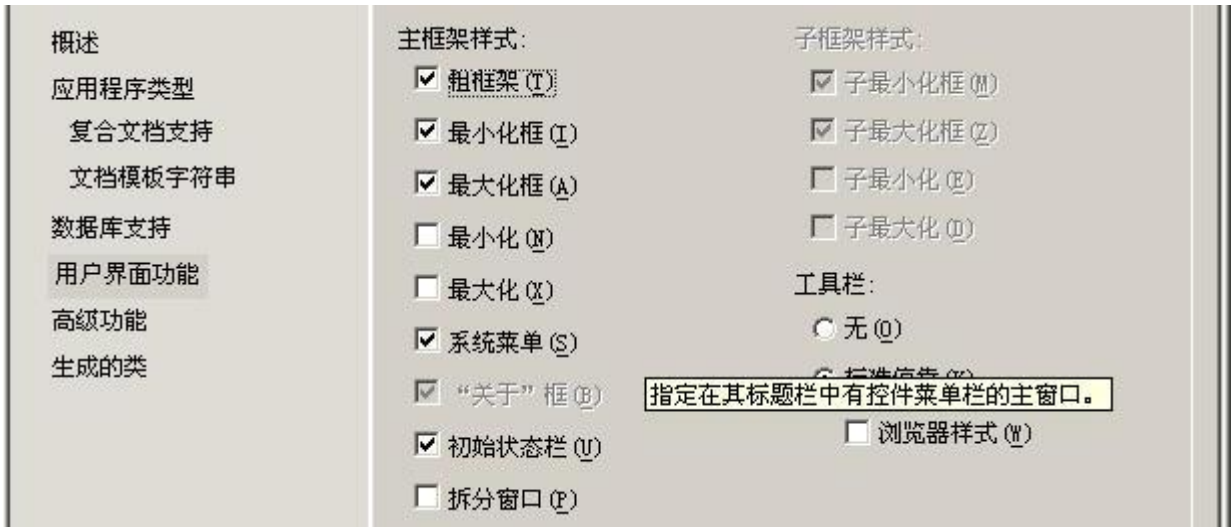 概述
应用程序类型
复合文档支持
文档模板字符串
数据库支持
用户界面功能
高级功能
生成的类
主框架样式:
粗框架(T)
最小化框(I)
最大化框(A)
最小化(N)
最大化(X)
系统菜单(S)
“关于”框(B)
初始状态栏(U)
拆分窗口(P)
子框架样式:
子最小化框(M)
子最大化框(Z)
子最小化(E)
子最大化(D)
工具栏:
无(O)
指定在其标题栏中有控件菜单栏的主窗口。
浏览器样式(W)